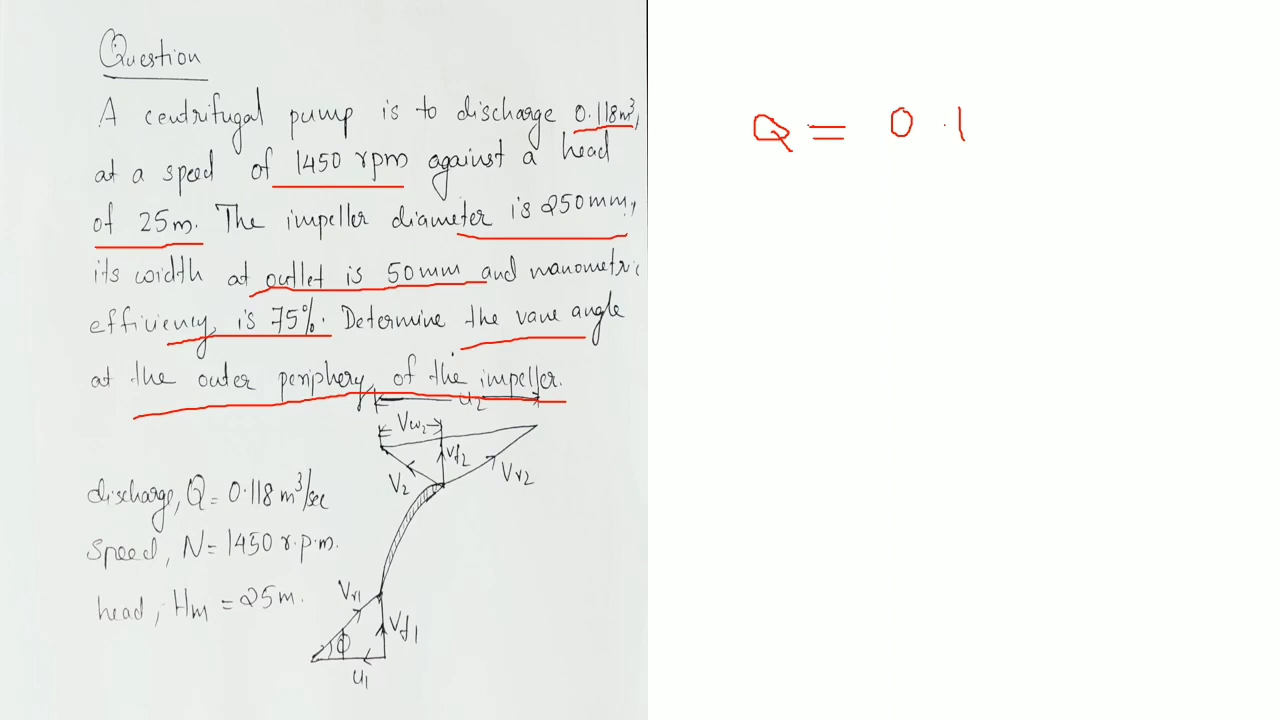 Question
A centrifugal pump is to discharge 0.118m³,
at a speed of 1450 rpm against a head
of 25m. The impeller diameter is 250mm,
its width at outlet is 50mm and manometric
efficiency is 75%. Determine the vane angle
at the outer periphery of the impeller.
u2
Vw2
Vf2
V2
Vr2
discharge, Q = 0.118 m³/sec
speed, N = 1450 r.p.m.
head, Hm = 25m.
Vr1
Vf1
ϕ
u1
Q = 0.1